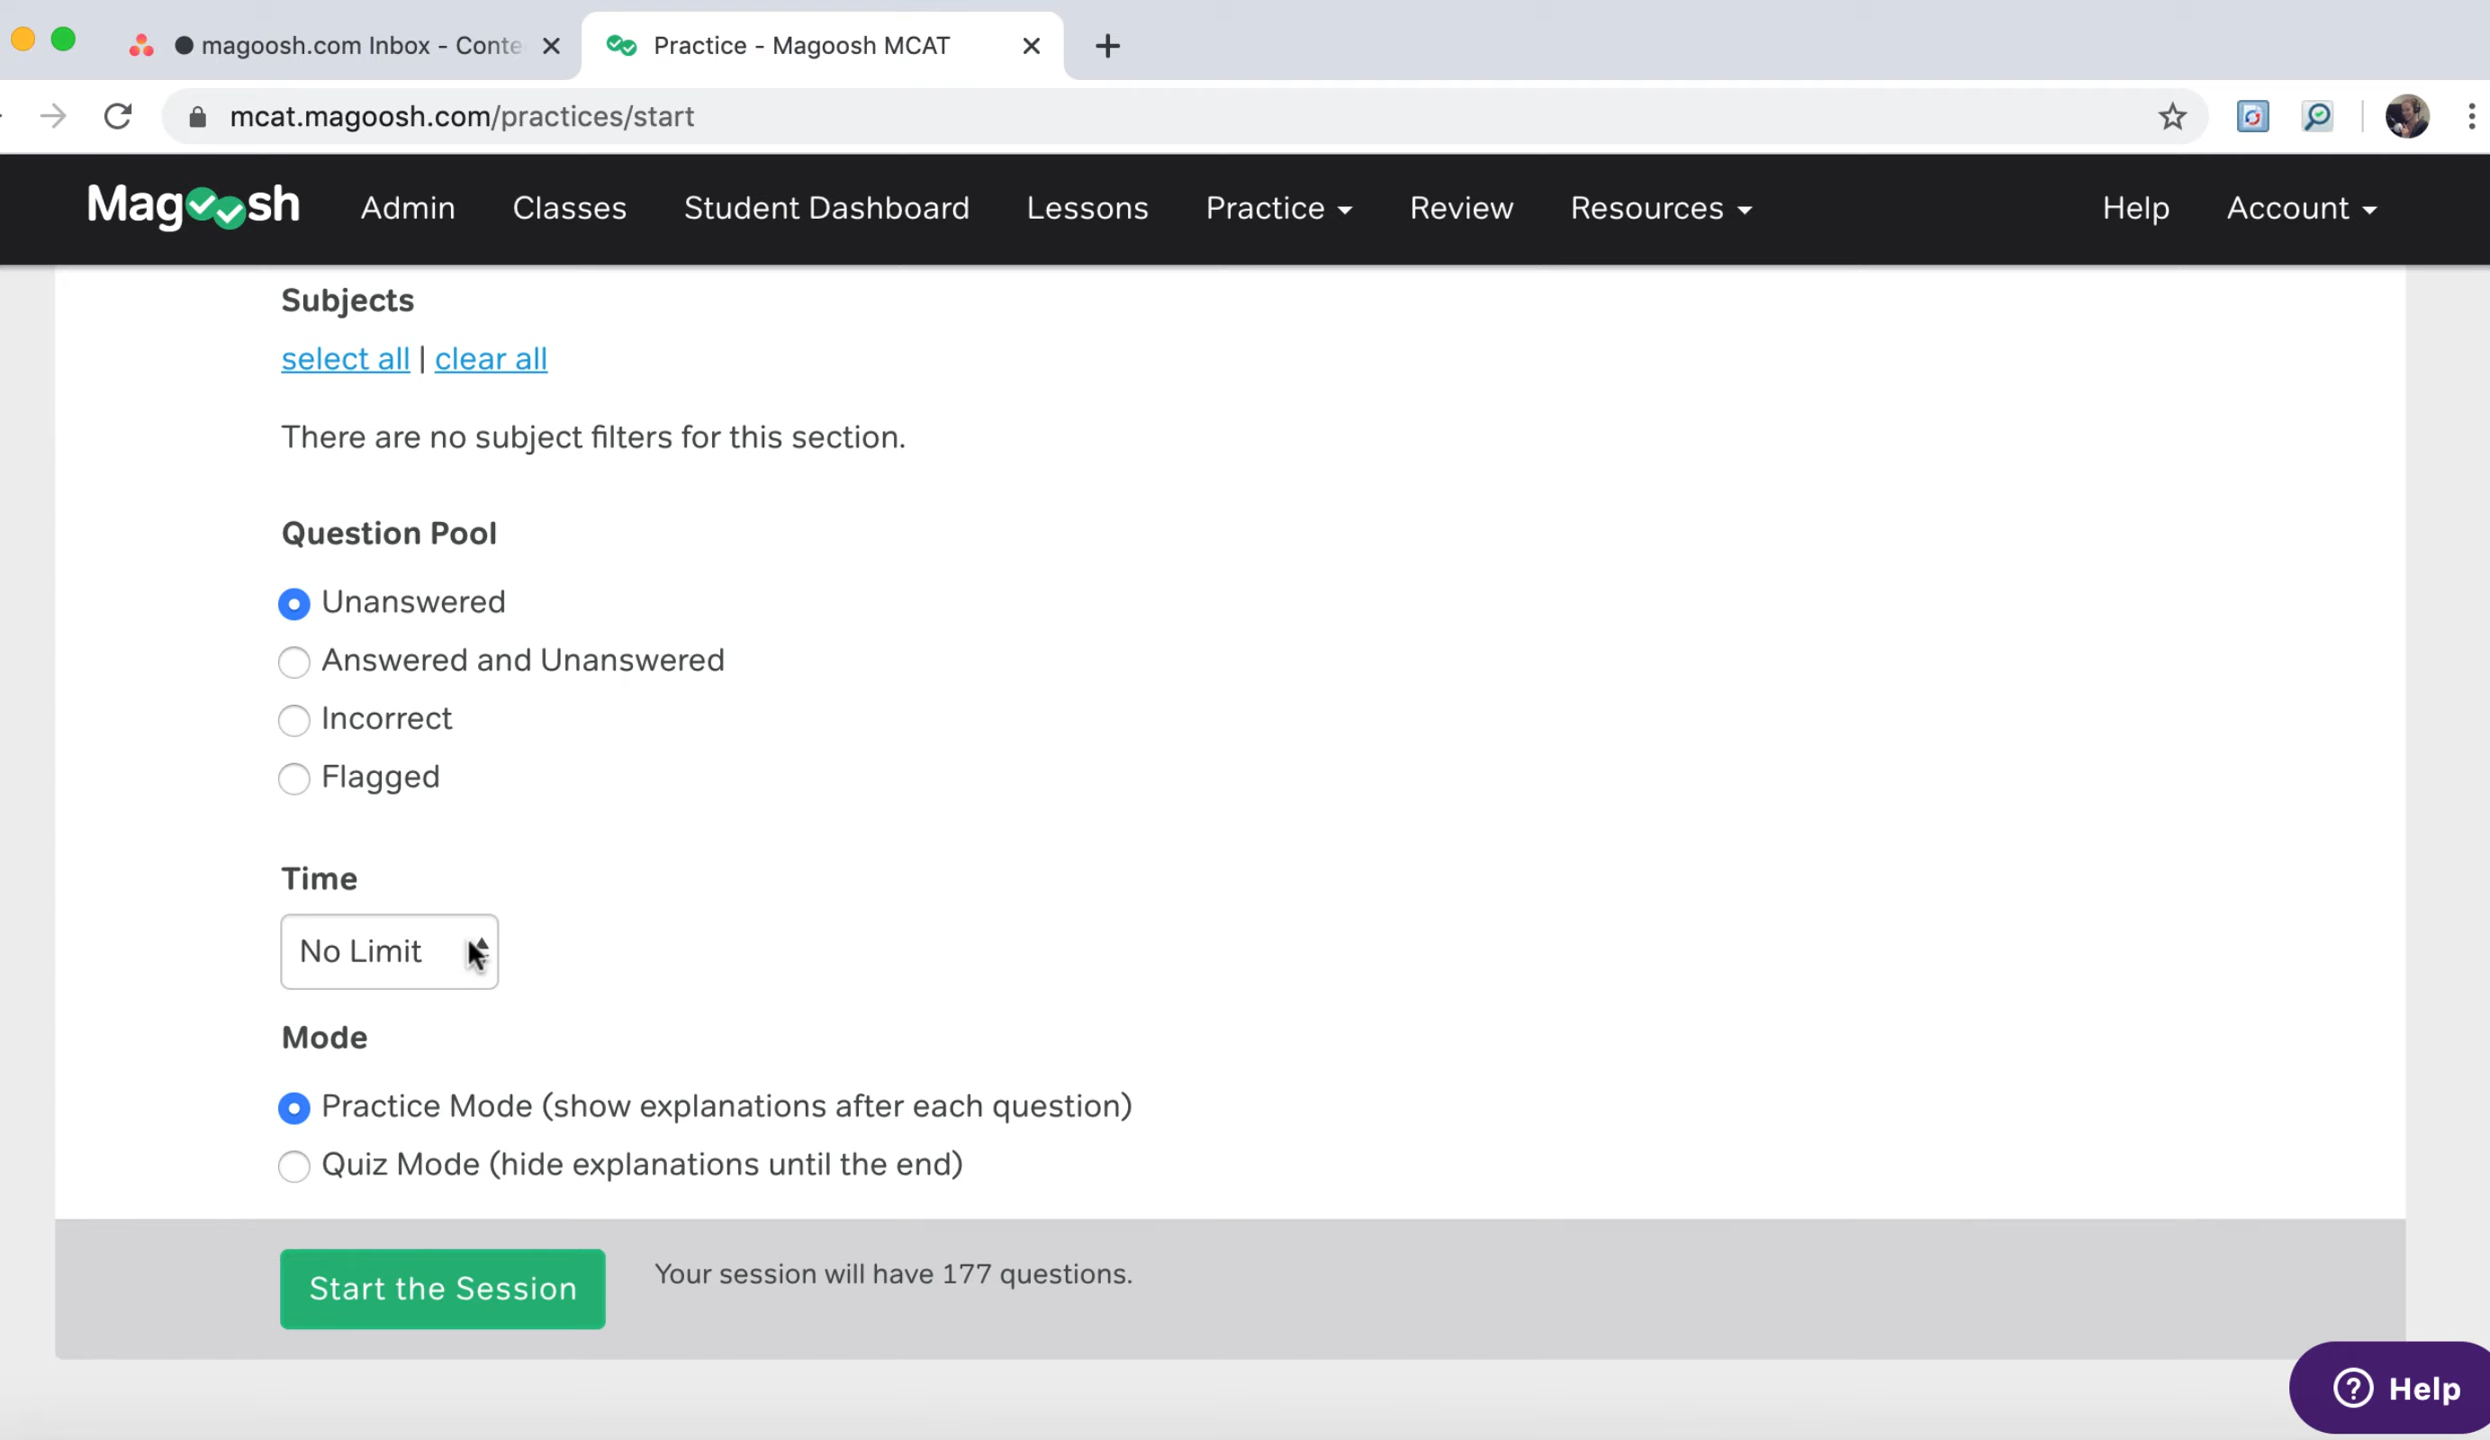 magoosh.com Inbox - Conte
Practice - Magoosh MCAT
mcat.magoosh.com/practices/start
Magoosh
Admin
Classes
Student Dashboard
Lessons
Practice
Review
Resources
Help
Account
Subjects
select all | clear all
There are no subject filters for this section.
Question Pool
Unanswered
Answered and Unanswered
Incorrect
Flagged
Time
No Limit
Mode
Practice Mode (show explanations after each question)
Quiz Mode (hide explanations until the end)
Start the Session
Your session will have 177 questions.
Help